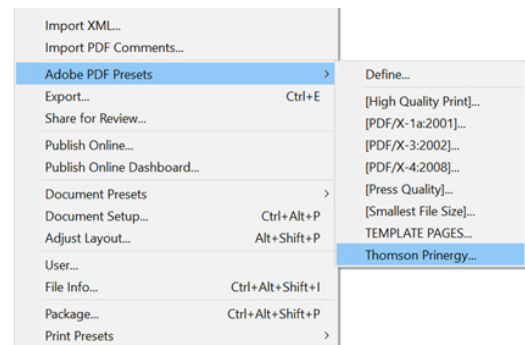 Import XML...
Import PDF Comments...
Adobe PDF Presets >
Export... Ctrl+E
Share for Review...
Publish Online...
Publish Online Dashboard...
Document Presets >
Document Setup... Ctrl+Alt+P
Adjust Layout... Alt+Shift+P
User...
File Info... Ctrl+Alt+Shift+I
Package... Ctrl+Alt+Shift+P
Print Presets >
Define...
[High Quality Print]...
[PDF/X-1a:2001]...
[PDF/X-3:2002]...
[PDF/X-4:2008]...
[Press Quality]...
[Smallest File Size]...
TEMPLATE PAGES...
Thomson Prinergy...